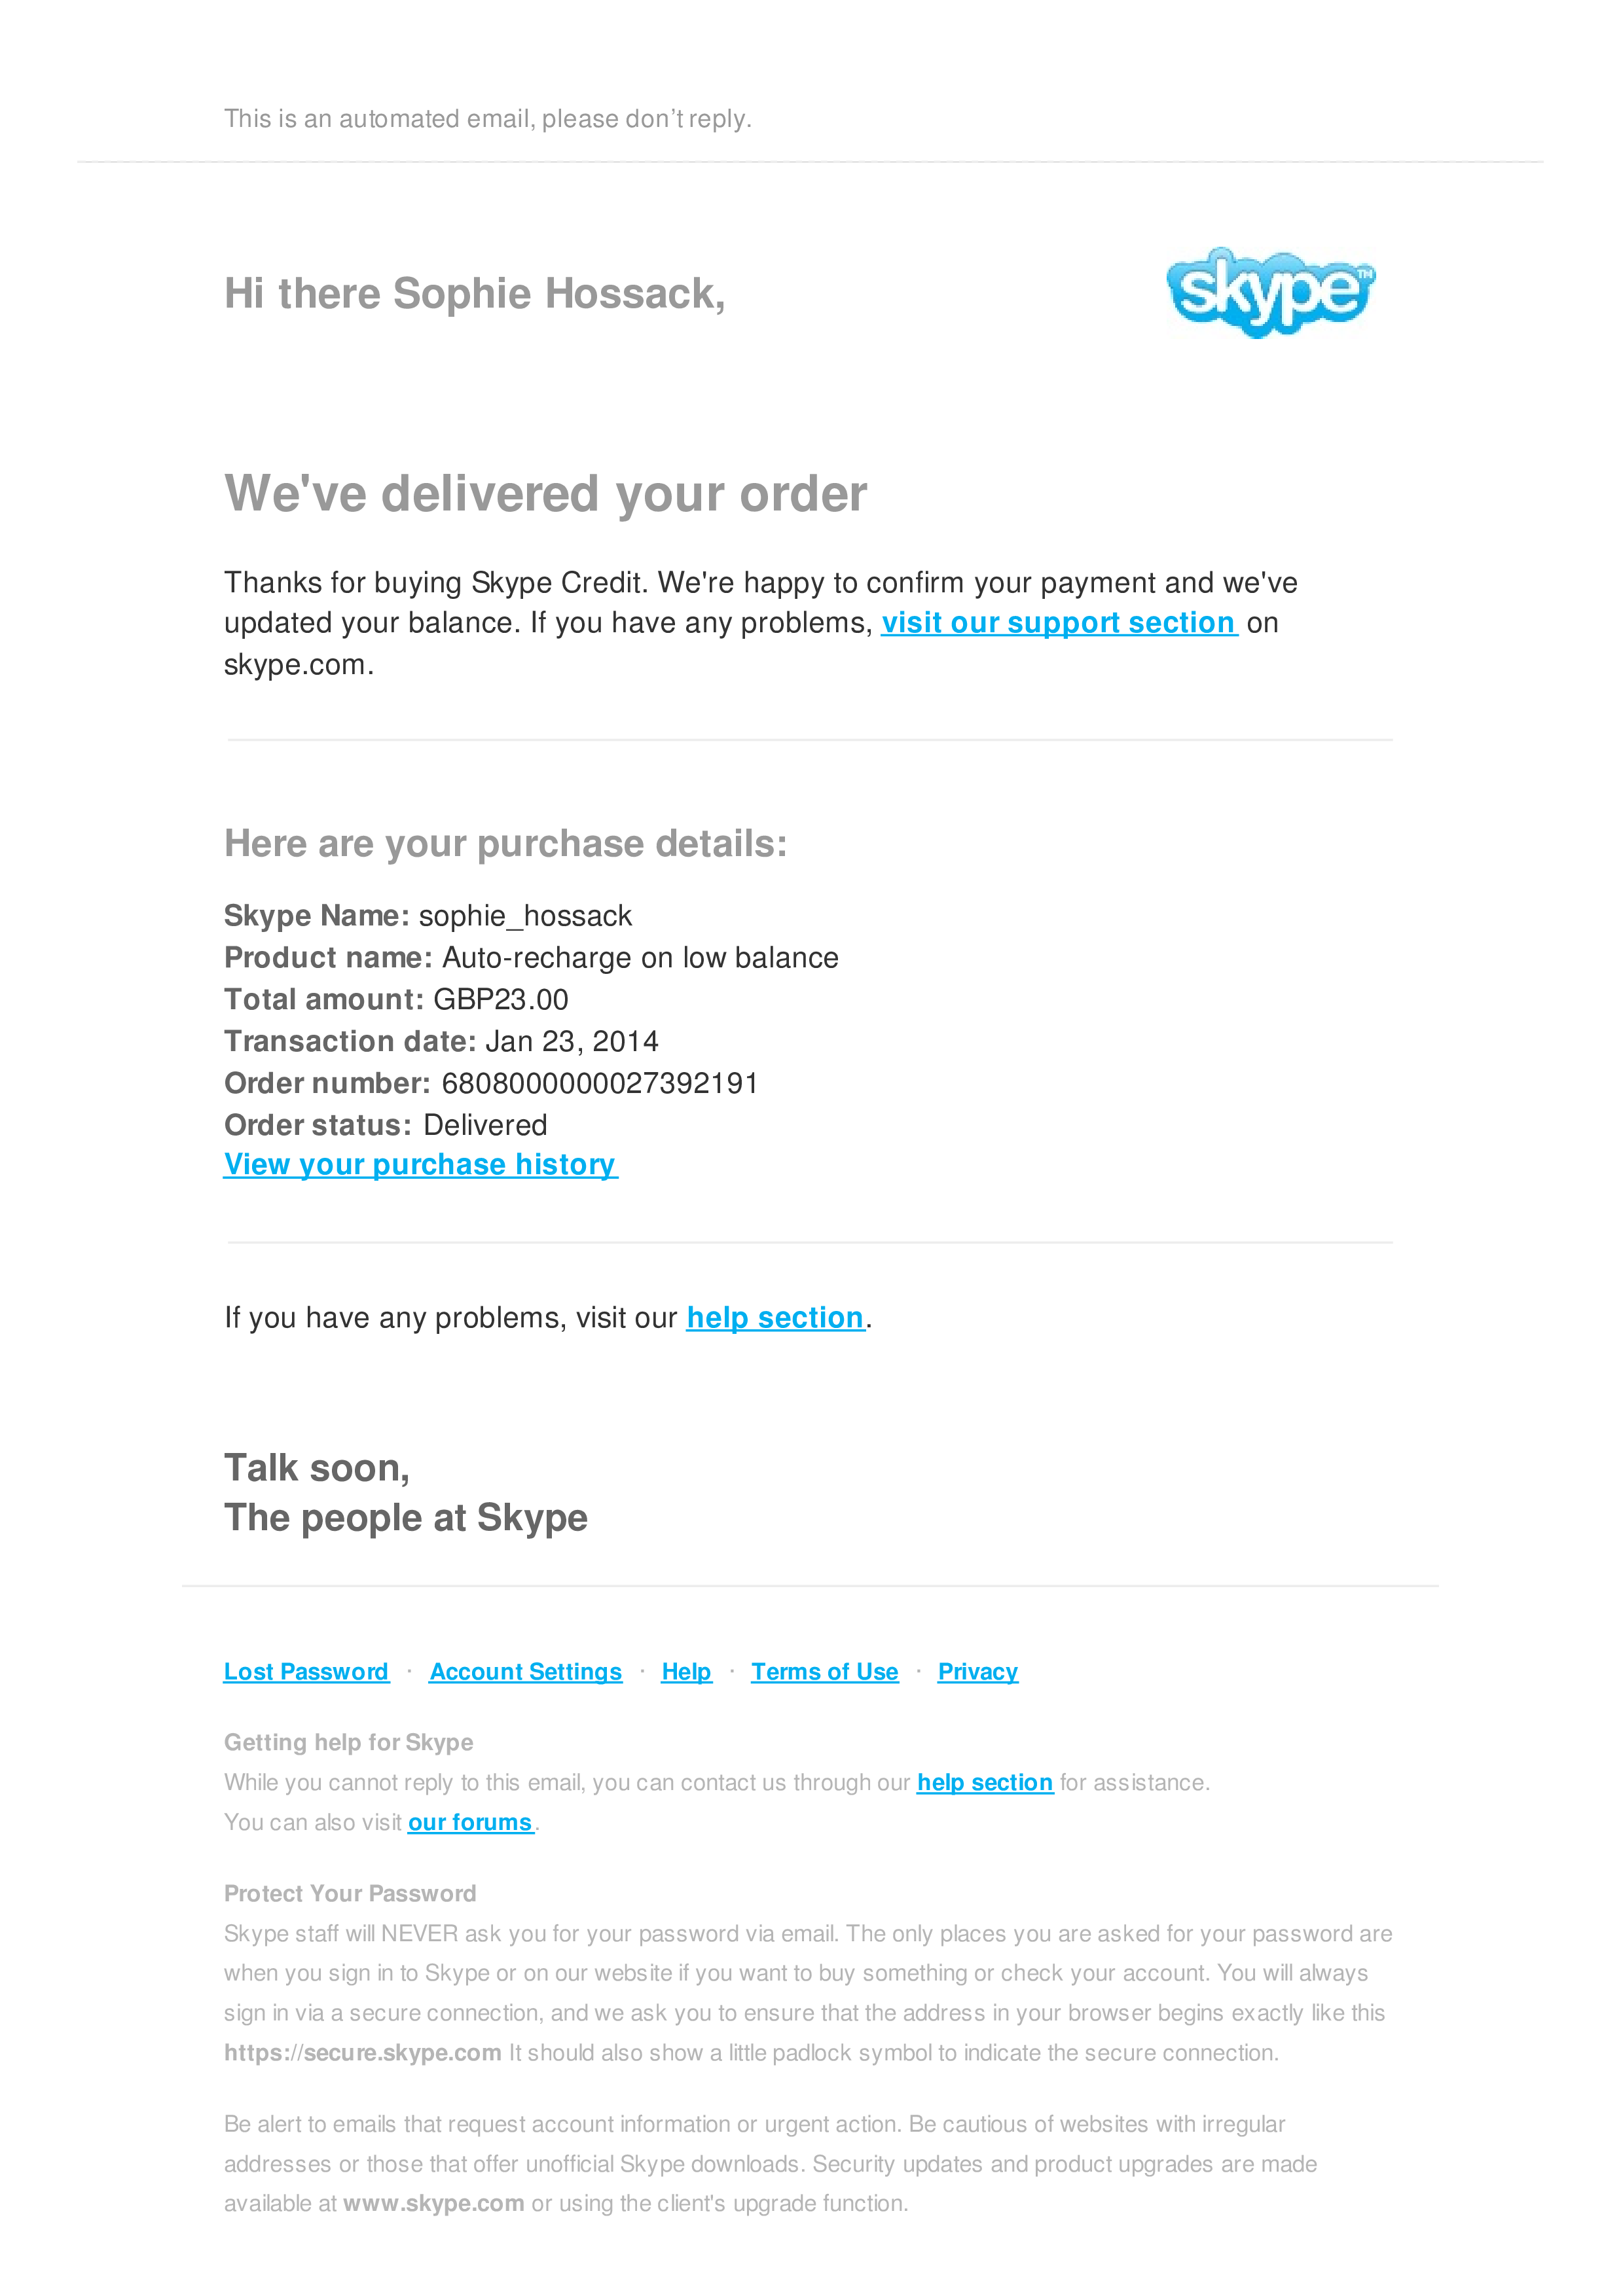 This is an automated email, please don’t reply.
Hi there Sophie Hossack,
skype™
We've delivered your order
Thanks for buying Skype Credit. We're happy to confirm your payment and we've
updated your balance. If you have any problems, visit our support section on
skype.com.
Here are your purchase details:
Skype Name: sophie_hossack
Product name: Auto-recharge on low balance
Total amount: GBP23.00
Transaction date: Jan 23, 2014
Order number: 6808000000027392191
Order status: Delivered
View your purchase history
If you have any problems, visit our help section.
Talk soon,
The people at Skype
Lost Password · Account Settings · Help · Terms of Use · Privacy
Getting help for Skype
While you cannot reply to this email, you can contact us through our help section for assistance.
You can also visit our forums.
Protect Your Password
Skype staff will NEVER ask you for your password via email. The only places you are asked for your password are
when you sign in to Skype or on our website if you want to buy something or check your account. You will always
sign in via a secure connection, and we ask you to ensure that the address in your browser begins exactly like this
https://secure.skype.com It should also show a little padlock symbol to indicate the secure connection.
Be alert to emails that request account information or urgent action. Be cautious of websites with irregular
addresses or those that offer unofficial Skype downloads. Security updates and product upgrades are made
available at www.skype.com or using the client's upgrade function.